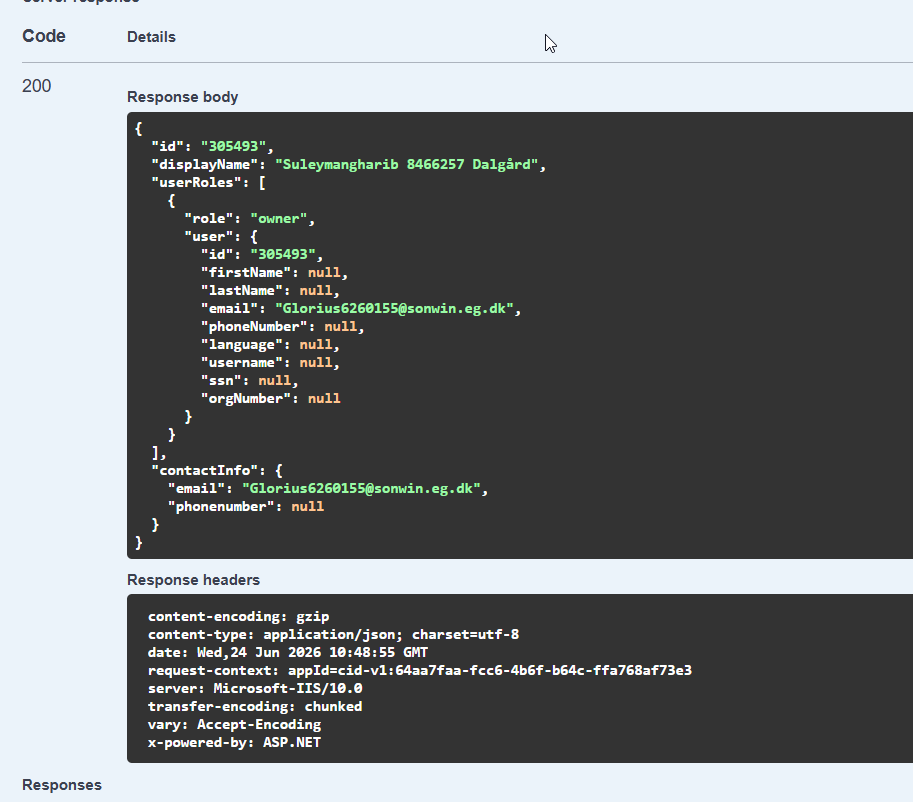 Server response
Code Details
200
Response body
{
  "id": "305493",
  "displayName": "Suleymangharib 8466257 Dalgård",
  "userRoles": [
    {
      "role": "owner",
      "user": {
        "id": "305493",
        "firstName": null,
        "lastName": null,
        "email": "Glorius6260155@sonwin.eg.dk",
        "phoneNumber": null,
        "language": null,
        "username": null,
        "ssn": null,
        "orgNumber": null
      }
    }
  ],
  "contactInfo": {
    "email": "Glorius6260155@sonwin.eg.dk",
    "phonenumber": null
  }
}
Response headers
content-encoding: gzip
content-type: application/json; charset=utf-8
date: Wed,24 Jun 2026 10:48:55 GMT
request-context: appId=cid-v1:64aa7faa-fcc6-4b6f-b64c-ffa768af73e3
server: Microsoft-IIS/10.0
transfer-encoding: chunked
vary: Accept-Encoding
x-powered-by: ASP.NET
Responses